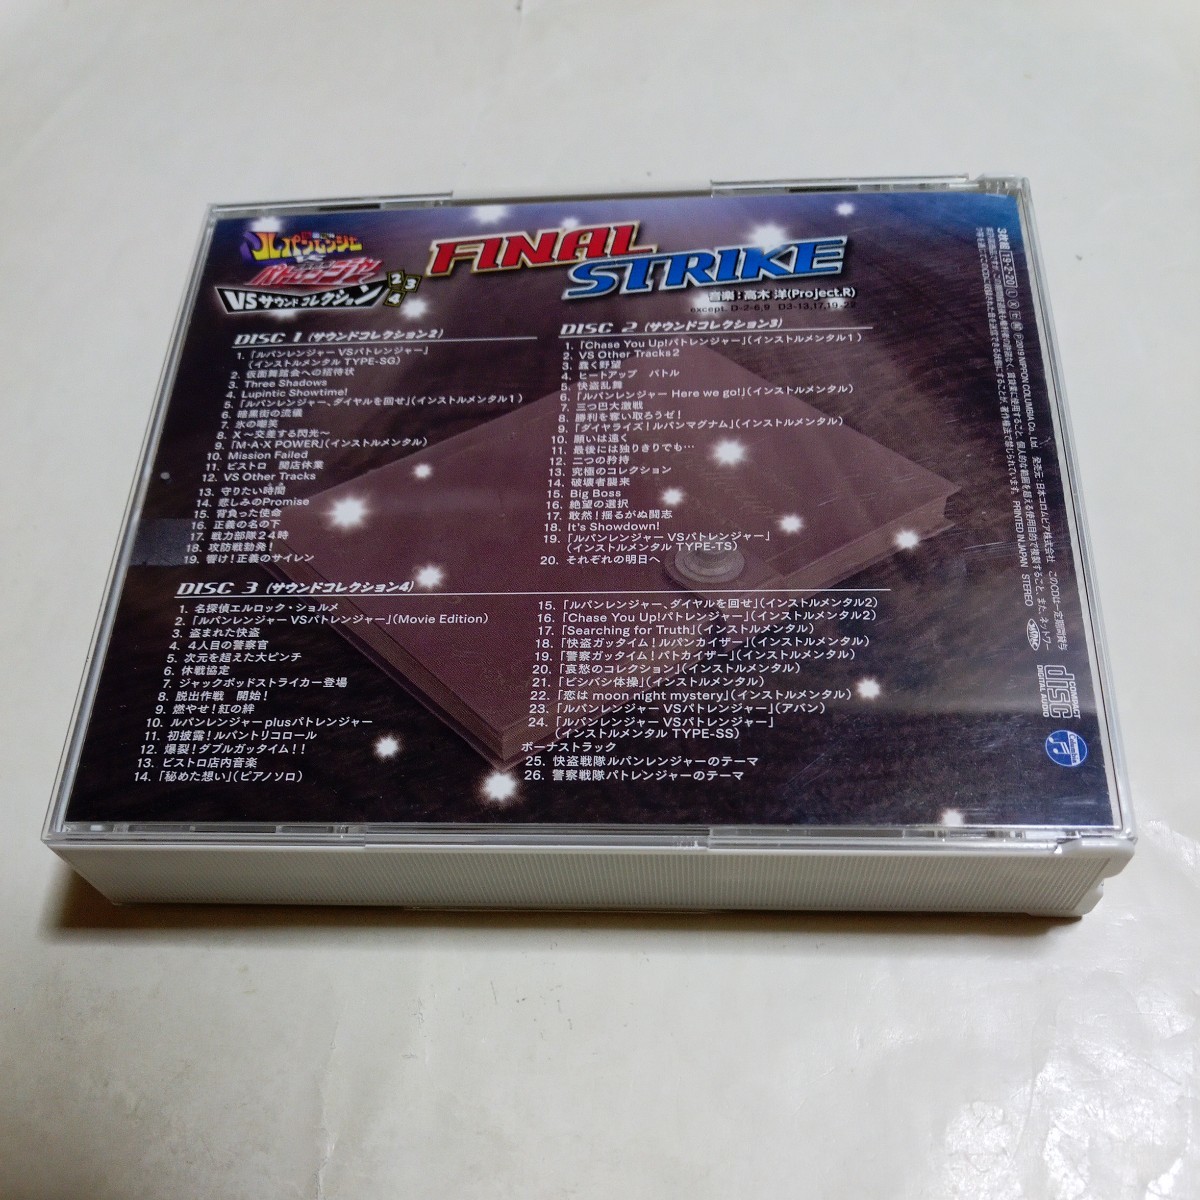 ルパンレンジャー
VS
パトレンジャー
VSサウンドコレクション
2
3
4
FINAL
STRIKE
音楽：高木 洋(Project.R)
except. D-2-6,9 D3-13,17,19-22
DISC 1 (サウンドコレクション2)
1. 「ルパンレンジャーVSパトレンジャー」
(インストルメンタル TYPE-SG)
2. 仮面舞踏会への招待状
3. Three Shadows
4. Lupintic Showtime!
5. 「ルパンレンジャー、ダイヤルを回せ」(インストルメンタル1)
6. 暗黒街の流儀
7. 氷の嘲笑
8. X～交差する閃光～
9. 「M・A・X POWER」(インストルメンタル)
10. Mission Failed
11. ビストロ　開店休業
12. VS Other Tracks
13. 守りたい時間
14. 悲しみのPromise
15. 背負った使命
16. 正義の名の下
17. 戦力部隊24時
18. 攻防戦勃発！
19. 響け！正義のサイレン
DISC 2 (サウンドコレクション3)
1. 「Chase You Up!パトレンジャー」(インストルメンタル1)
2. VS Other Tracks2
3. 蠢く野望
4. ヒートアップ　バトル
5. 快盗乱舞
6. 「ルパンレンジャー Here we go!」(インストルメンタル)
7. 三つ巴大激戦
8. 勝利を奪い取ろうぜ！
9. 「ダイヤライズ！ルパンマグナム」(インストルメンタル)
10. 願いは遠く
11. 最後には独りきりでも…
12. 二つの矜持
13. 究極のコレクション
14. 破壊者襲来
15. Big Boss
16. 絶望の選択
17. 敢然！揺るがぬ闘志
18. It's Showdown!
19. 「ルパンレンジャーVSパトレンジャー」
(インストルメンタル TYPE-TS)
20. それぞれの明日へ
DISC 3 (サウンドコレクション4)
1. 名探偵エルロック・ショルメ
2. 「ルパンレンジャーVSパトレンジャー」(Movie Edition)
3. 盗まれた快盗
4. 4人目の警察官
5. 次元を超えた大ピンチ
6. 休戦協定
7. ジャックポットストライカー登場
8. 脱出作戦　開始！
9. 燃やせ！紅の絆
10. ルパンレンジャーplusパトレンジャー
11. 初披露！ルパントリコロール
12. 爆裂！ダブルガッタイム！！
13. ビストロ店内音楽
14. 「秘めた想い」(ピアノソロ)
15. 「ルパンレンジャー、ダイヤルを回せ」(インストルメンタル2)
16. 「Chase You Up!パトレンジャー」(インストルメンタル2)
17. 「Searching for Truth」(インストルメンタル)
18. 「快盗ガッタイム！ルパンカイザー」(インストルメンタル)
19. 「警察ガッタイム！パトカイザー」(インストルメンタル)
20. 「哀愁のコレクション」(インストルメンタル)
21. 「ビシバシ体操」(インストルメンタル)
22. 「恋はmoon night mystery」(インストルメンタル)
23. 「ルパンレンジャーVSパトレンジャー」(アバン)
24. 「ルパンレンジャーVSパトレンジャー」
(インストルメンタル TYPE-SS)
ボーナストラック
25. 快盗戦隊ルパンレンジャーのテーマ
26. 警察戦隊パトレンジャーのテーマ
3枚組 19・2・20 Ⓟ2019 NIPPON COLUMBIA Co., Ltd. 発売元：日本コロムビア株式会社
PRINTED IN JAPAN STEREO
COMPACT
disc
DIGITAL AUDIO